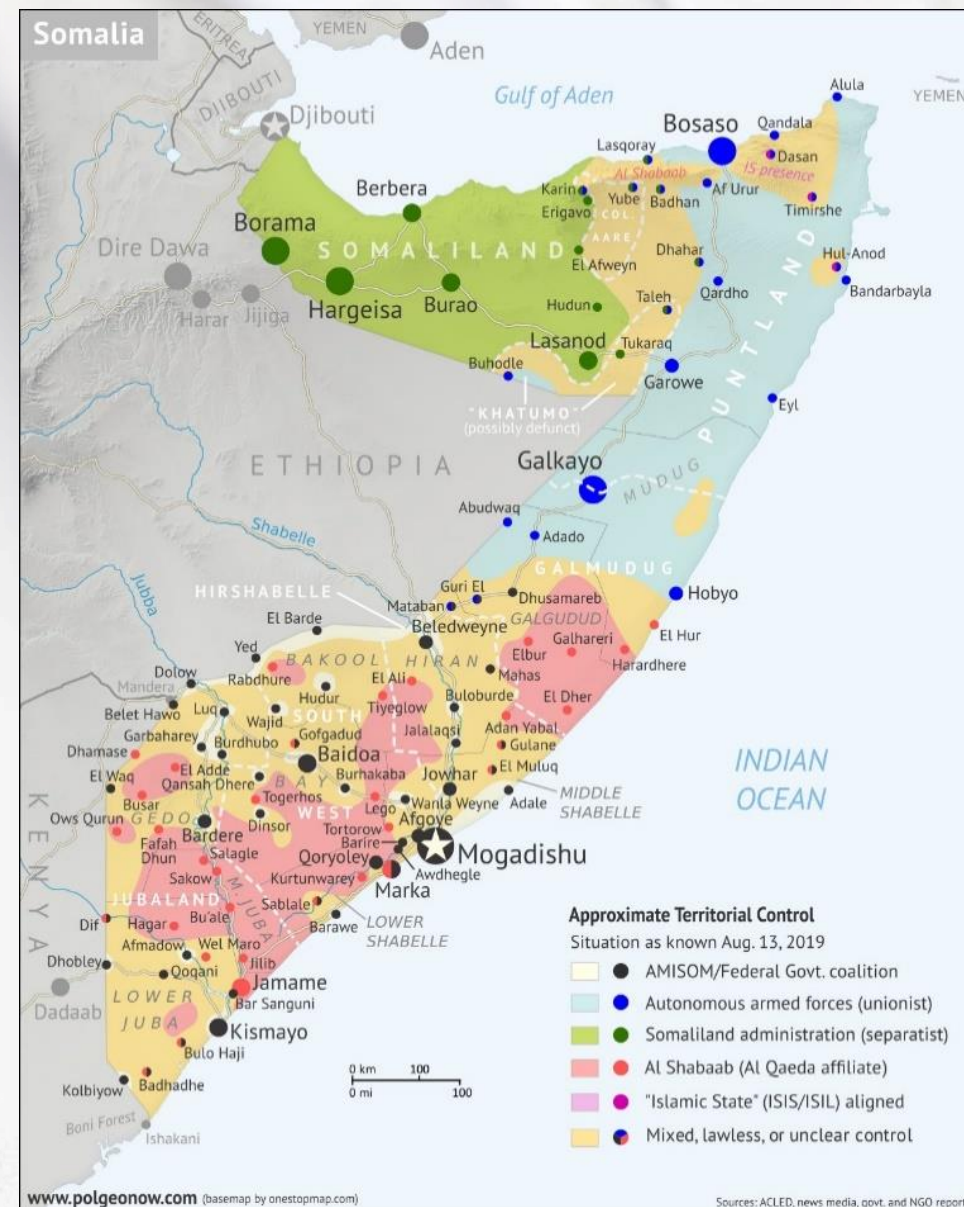 Somalia
ERITREA
YEMEN
Aden
DJIBOUTI
Djibouti
Gulf of Aden
YEMEN
Alula
Bosaso
Qandala
Lasqoray
Dasan
Al Shabaab
IS presence
Berbera
Karin
Yube
Badhan
Af Urur
Timirshe
Erigavo
COL.
AARE
Borama
SOMALILAND
Dire Dawa
El Afweyn
Dhahar
Hul-Anod
Harar
Jijiga
Hargeisa
Burao
Hudun
Taleh
Qardho
Bandarbayla
PUNTLAND
Lasanod
Tukaraq
Buhodle
Garowe
"KHATUMO"
(possibly defunct)
Eyl
ETHIOPIA
Galkayo
MUDUG
Shabelle
Abudwaq
Adado
Jubba
GALMUDUG
HIRSHABELLE
Guri El
Dhusamareb
Hobyo
Mataban
El Barde
Beledweyne
GALGUDUD
El Hur
Yed
BAKOOL
HIRAN
Elbur
Galhareri
Harardhere
Dolow
Rabdhure
El Ali
Mahas
Mandera
Hudur
Tiyeglow
Buloburde
El Dher
Belet Hawo
Luq
Wajid
SOUTH
Adan Yabal
Garbaharey
Burdhubo
Gofgadud
Jalalaqsi
Gulane
Dhamase
Baidoa
El Waq
El Adde
Qansah Dhere
BAY
Burhakaba
Jowhar
El Muluq
INDIAN
OCEAN
Busar
Togerhos
Lego
Wanla Weyne
Adale
MIDDLE
SHABELLE
Ows Qurun
GEDO
Dinsor
WEST
Afgoye
KENYA
Bardere
Tortorow
Fafah
Dhun
Salagle
Barire
Mogadishu
Qoryoley
Awdhegle
Sakow
Kurtunwarey
Marka
JUBALAND
M. JUBA
Sablale
LOWER
SHABELLE
Dif
Hagar
Bu'ale
Barawe
Afmadow
Wel Maro
Dhobley
Jilib
Qoqani
Jamame
Dadaab
LOWER
JUBA
Bar Sanguni
Kismayo
Bulo Haji
Badhadhe
Kolbiyow
Boni Forest
Ishakani
0 km 100
0 mi 100
Approximate Territorial Control
Situation as known Aug. 13, 2019
AMISOM/Federal Govt. coalition
Autonomous armed forces (unionist)
Somaliland administration (separatist)
Al Shabaab (Al Qaeda affiliate)
"Islamic State" (ISIS/ISIL) aligned
Mixed, lawless, or unclear control
www.polgeonow.com (basemap by onestopmap.com)
Sources: ACLED, news media, govt. and NGO report